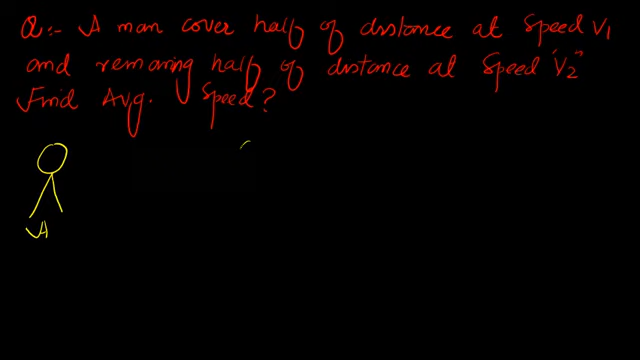 Q:- A man cover half of distance at Speed V1
and remaining half of distance at Speed "V2"
Find Avg. Speed?
A